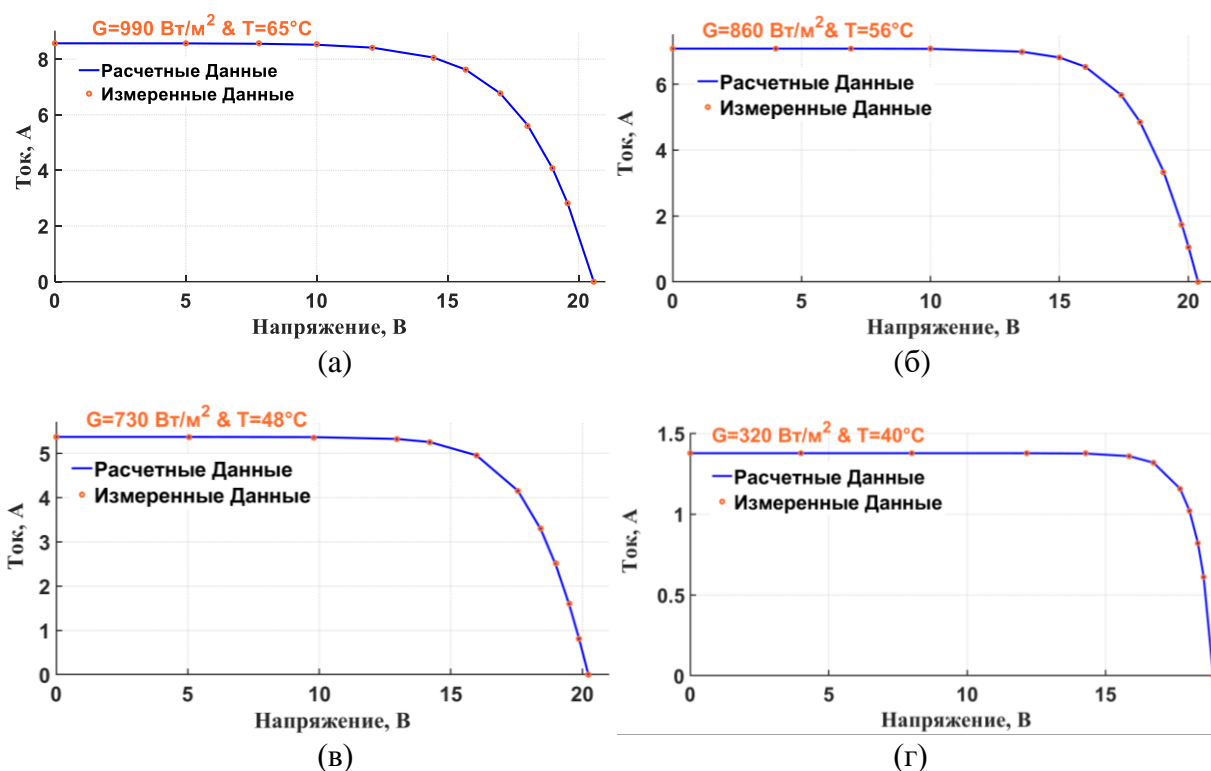 G=990 Вт/м² & T=65°C
Расчетные Данные
Измеренные Данные
Ток, А
8
6
4
2
0
0 5 10 15 20
Напряжение, В
(а)
G=860 Вт/м²& T=56°C
Расчетные Данные
Измеренные Данные
Ток, А
6
4
2
0
0 5 10 15 20
Напряжение, В
(б)
G=730 Вт/м² & T=48°C
Расчетные Данные
Измеренные Данные
Ток, А
5
4
3
2
1
0
0 5 10 15 20
Напряжение, В
(в)
G=320 Вт/м² & T=40°C
Расчетные Данные
Измеренные Данные
Ток, А
1.5
1
0.5
0
0 5 10 15
Напряжение, В
(г)